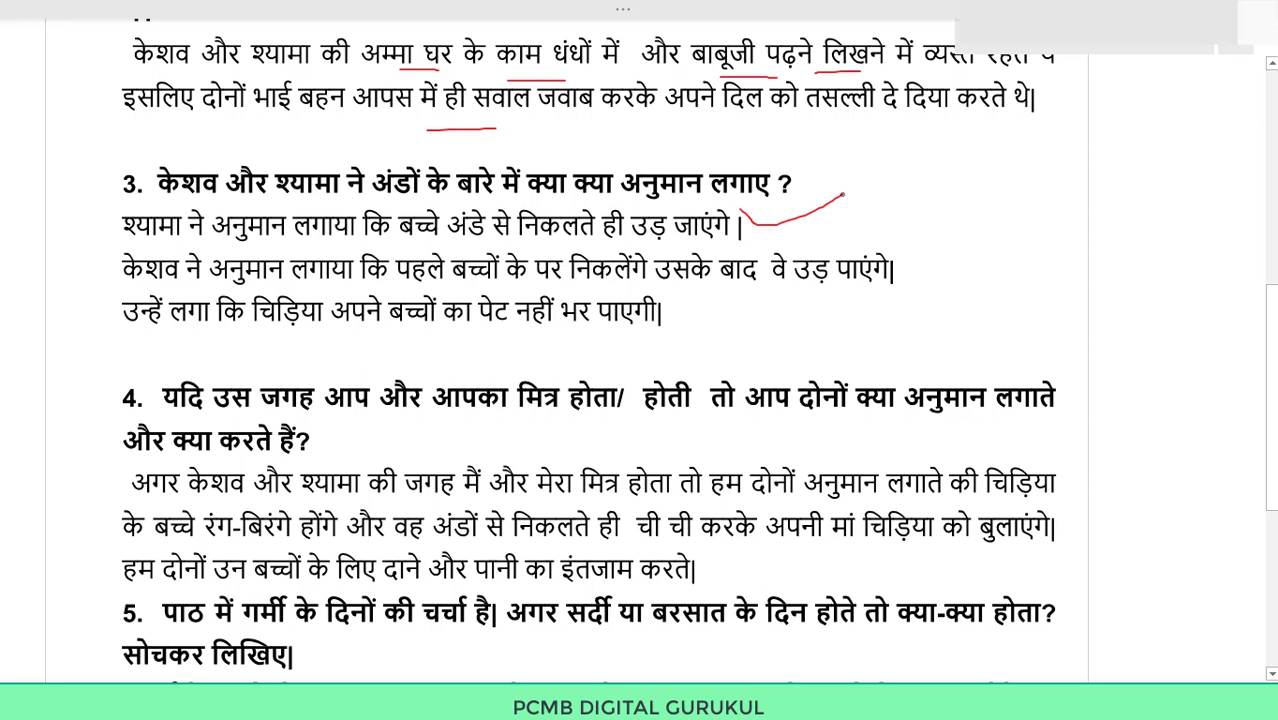 केशव और श्यामा की अम्मा घर के काम धंधों में और बाबूजी पढ़ने लिखने में व्यस्त रहते थे
इसलिए दोनों भाई बहन आपस में ही सवाल जवाब करके अपने दिल को तसल्ली दे दिया करते थे|
3. केशव और श्यामा ने अंडों के बारे में क्या क्या अनुमान लगाए ?
श्यामा ने अनुमान लगाया कि बच्चे अंडे से निकलते ही उड़ जाएंगे |
केशव ने अनुमान लगाया कि पहले बच्चों के पर निकलेंगे उसके बाद वे उड़ पाएंगे|
उन्हें लगा कि चिड़िया अपने बच्चों का पेट नहीं भर पाएगी|
4. यदि उस जगह आप और आपका मित्र होता/ होती तो आप दोनों क्या अनुमान लगाते
और क्या करते हैं?
अगर केशव और श्यामा की जगह मैं और मेरा मित्र होता तो हम दोनों अनुमान लगाते की चिड़िया
के बच्चे रंग-बिरंगे होंगे और वह अंडों से निकलते ही ची ची करके अपनी मां चिड़िया को बुलाएंगे|
हम दोनों उन बच्चों के लिए दाने और पानी का इंतजाम करते|
5. पाठ में गर्मी के दिनों की चर्चा है| अगर सर्दी या बरसात के दिन होते तो क्या-क्या होता?
सोचकर लिखिए|
PCMB DIGITAL GURUKUL